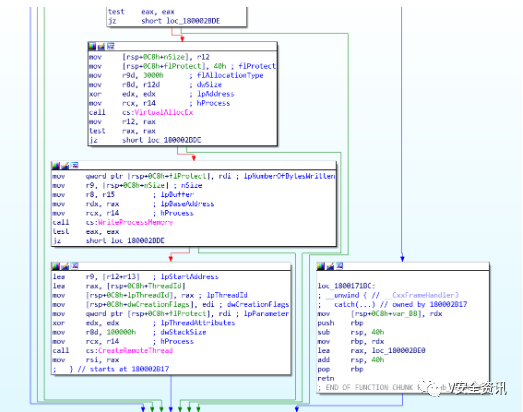 test    eax, eax
jz      short loc_180002BDE
mov     [rsp+0C8h+nSize], r12
mov     [rsp+0C8h+flProtect], 40h ; flProtect
mov     r9d, 3000h      ; flAllocationType
mov     r8d, r12d       ; dwSize
xor     edx, edx        ; lpAddress
mov     rcx, r14        ; hProcess
call    cs:VirtualAllocEx
mov     r12, rax
test    rax, rax
jz      short loc_180002BDE
mov     qword ptr [rsp+0C8h+flProtect], rdi ; lpNumberOfBytesWritten
mov     r9, [rsp+0C8h+nSize] ; nSize
mov     r8, r15         ; lpBuffer
mov     rdx, rax        ; lpBaseAddress
mov     rcx, r14        ; hProcess
call    cs:WriteProcessMemory
test    eax, eax
jz      short loc_180002BDE
lea     r9, [r12+r13]   ; lpStartAddress
lea     rax, [rsp+0C8h+ThreadId]
mov     [rsp+0C8h+lpThreadId], rax ; lpThreadId
mov     [rsp+0C8h+dwCreationFlags], edi ; dwCreationFlags
mov     qword ptr [rsp+0C8h+flProtect], rdi ; lpParameter
xor     edx, edx        ; lpThreadAttributes
mov     r8d, 100000h    ; dwStackSize
mov     rcx, r14        ; hProcess
call    cs:CreateRemoteThread
mov     rsi, rax
;   } // starts at 180002B17
loc_1800171BC:
; __unwind { // __CxxFrameHandler3
;   catch(...) // owned by 180002B17
mov     [rsp+0C8h+var_B8], rdx
push    rbp
sub     rsp, 40h
mov     rbp, rdx
lea     rax, loc_180002BE0
add     rsp, 40h
pop     rbp
retn
; END OF FUNCTION CHUNK
V安全资讯